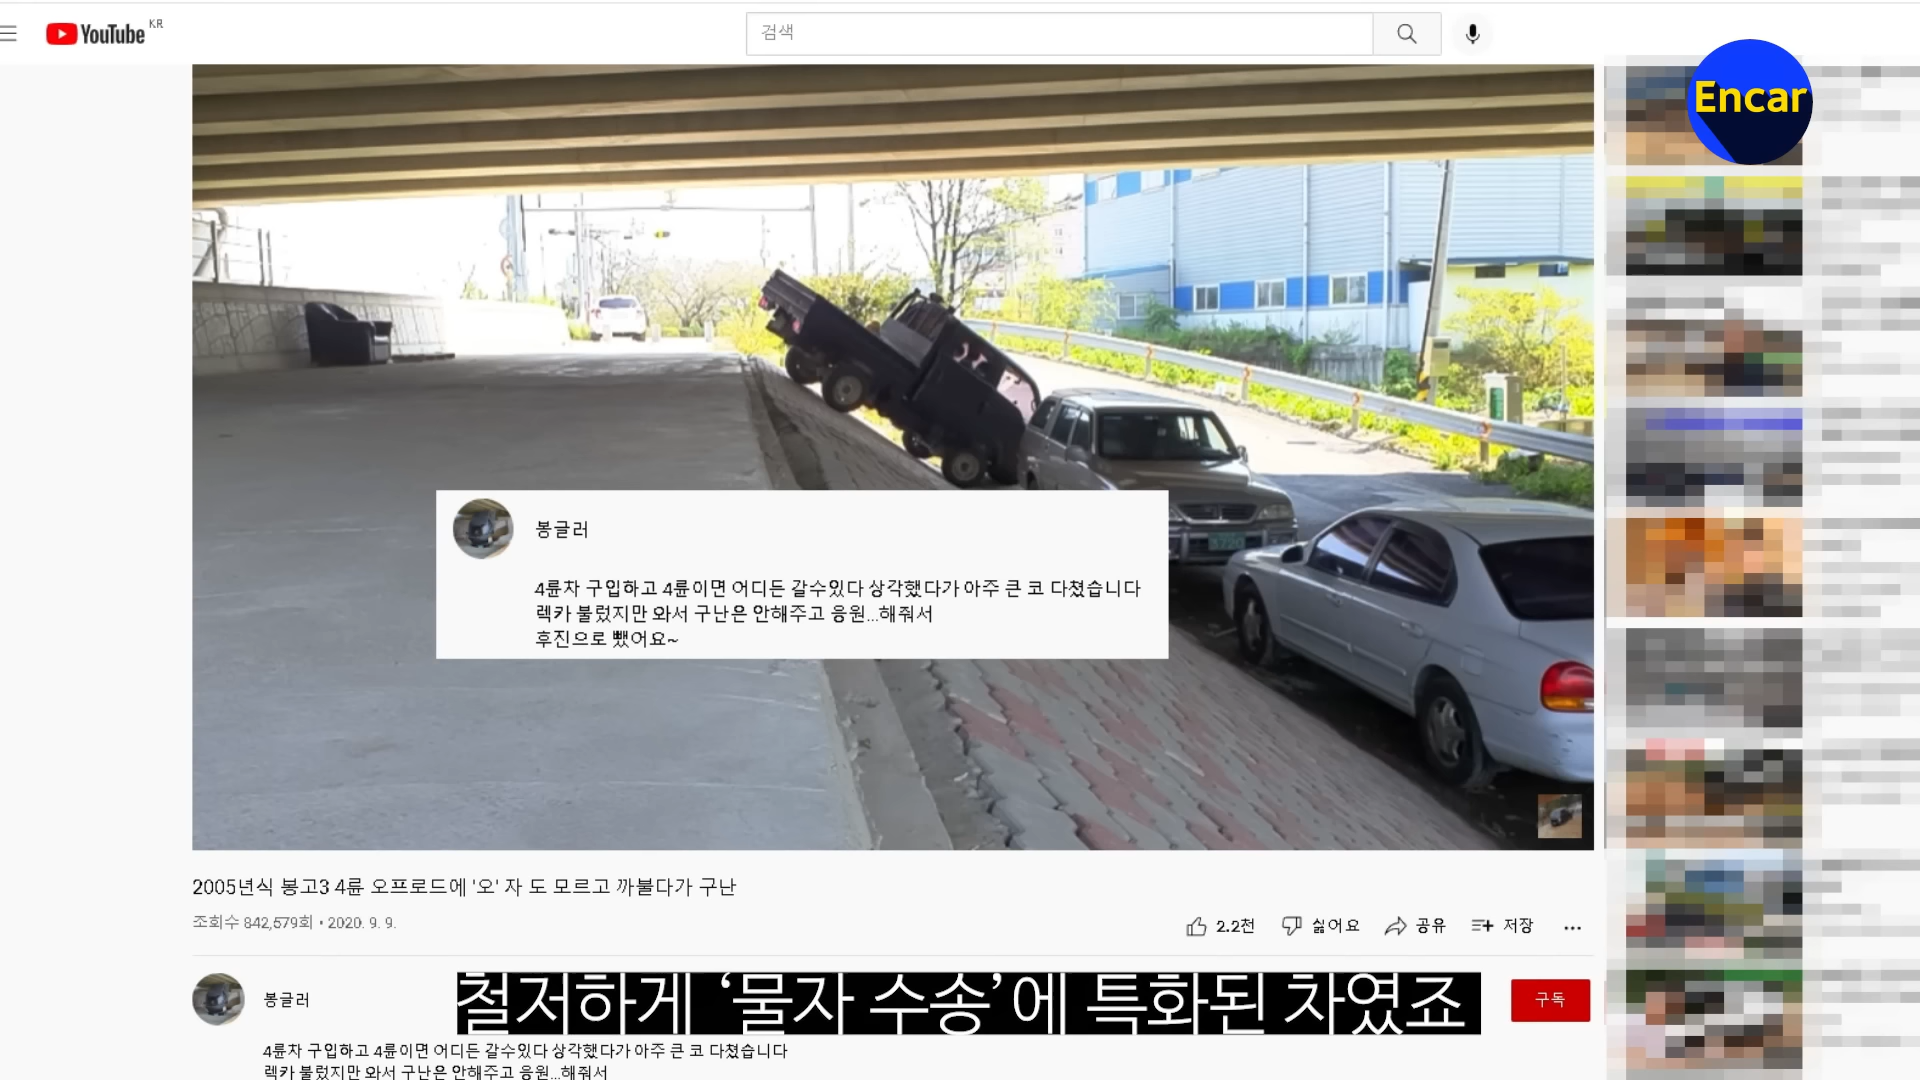 YouTube KR
검색
Encar
봉글러
4륜차 구입하고 4륜이면 어디든 갈수있다 상각했다가 아주 큰 코 다쳤습니다
렉카 불렀지만 와서 구난은 안해주고 응원...해줘서
후진으로 뺐어요~
2005년식 봉고3 4륜 오프로드에 '오' 자 도 모르고 까불다가 구난
조회수 842,579회 • 2020. 9. 9.
2.2천 싫어요 공유 저장
봉글러
철저하게 ‘물자 수송’에 특화된 차였죠
구독
4륜차 구입하고 4륜이면 어디든 갈수있다 상각했다가 아주 큰 코 다쳤습니다
렉카 불렀지만 와서 구난은 안해주고 응원...해줘서